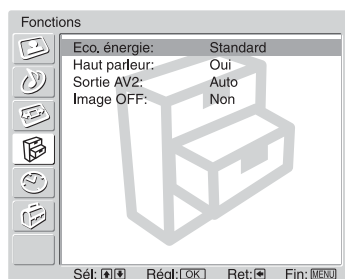 Fonctions
Eco. énergie: Standard
Haut parleur: Oui
Sortie AV2: Auto
Image OFF: Non
Sél: Régl: OK Ret: Fin: MENU